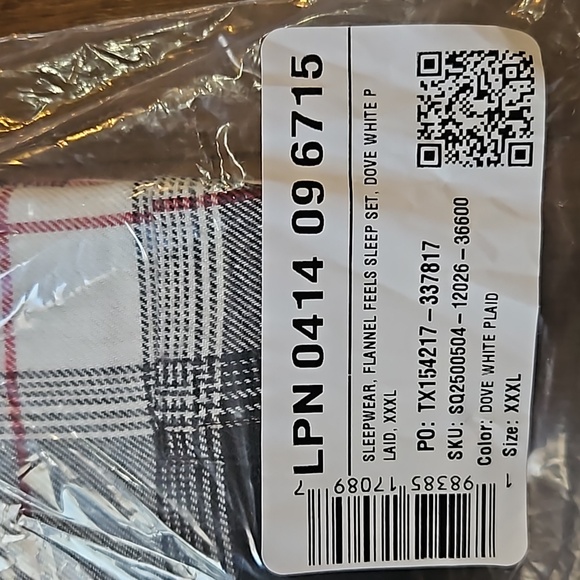 LPN 0414 09 6715
SLEEPWEAR, FLANNEL FEELS SLEEP SET, DOVE WHITE P
LAID, XXXL
PO: TX154217-337817
SKU: SQ2500504-12026-36600
Color: DOVE WHITE PLAID
Size: XXXL
1 98385 17089 7